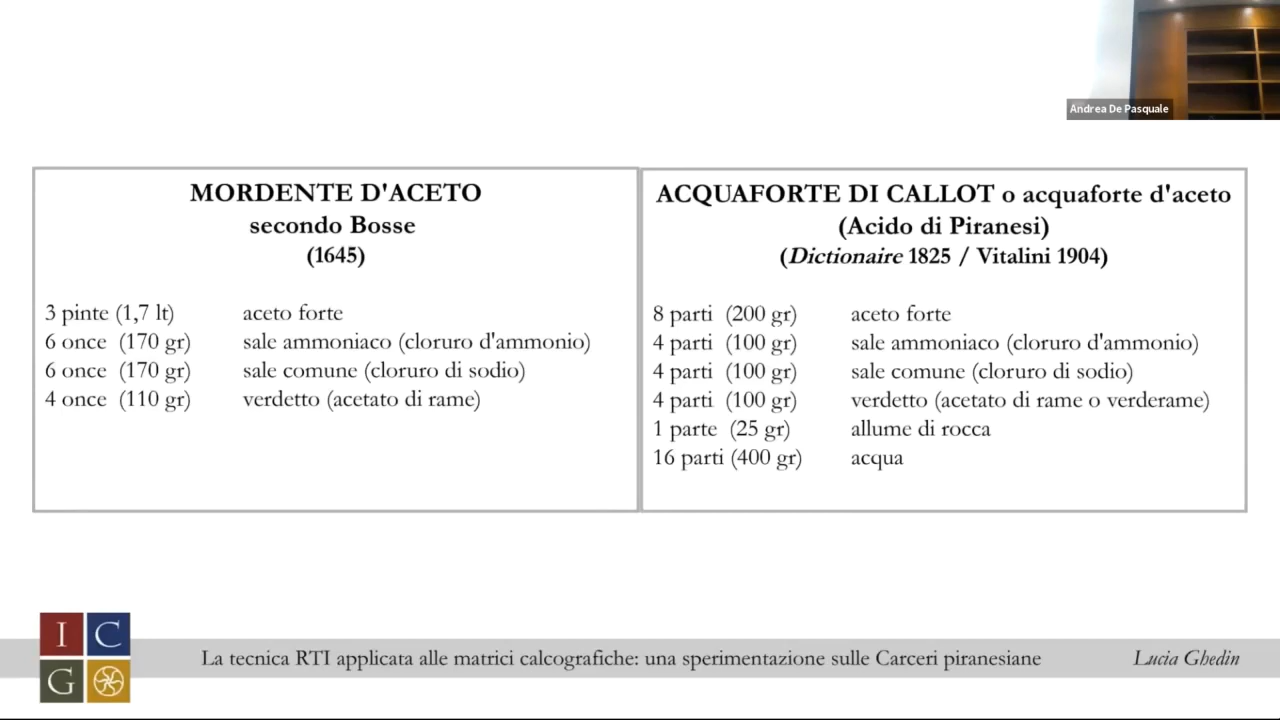 Andrea De Pasquale
MORDENTE D'ACETO
secondo Bosse
(1645)
3 pinte (1,7 lt) aceto forte
6 once (170 gr) sale ammoniaco (cloruro d'ammonio)
6 once (170 gr) sale comune (cloruro di sodio)
4 once (110 gr) verdetto (acetato di rame)
ACQUAFORTE DI CALLOT o acquaforte d'aceto
(Acido di Piranesi)
(Dictionaire 1825 / Vitalini 1904)
8 parti (200 gr) aceto forte
4 parti (100 gr) sale ammoniaco (cloruro d'ammonio)
4 parti (100 gr) sale comune (cloruro di sodio)
4 parti (100 gr) verdetto (acetato di rame o verderame)
1 parte (25 gr) allume di rocca
16 parti (400 gr) acqua
I C
G
La tecnica RTI applicata alle matrici calcografiche: una sperimentazione sulle Carceri piranesiane Lucia Ghedin